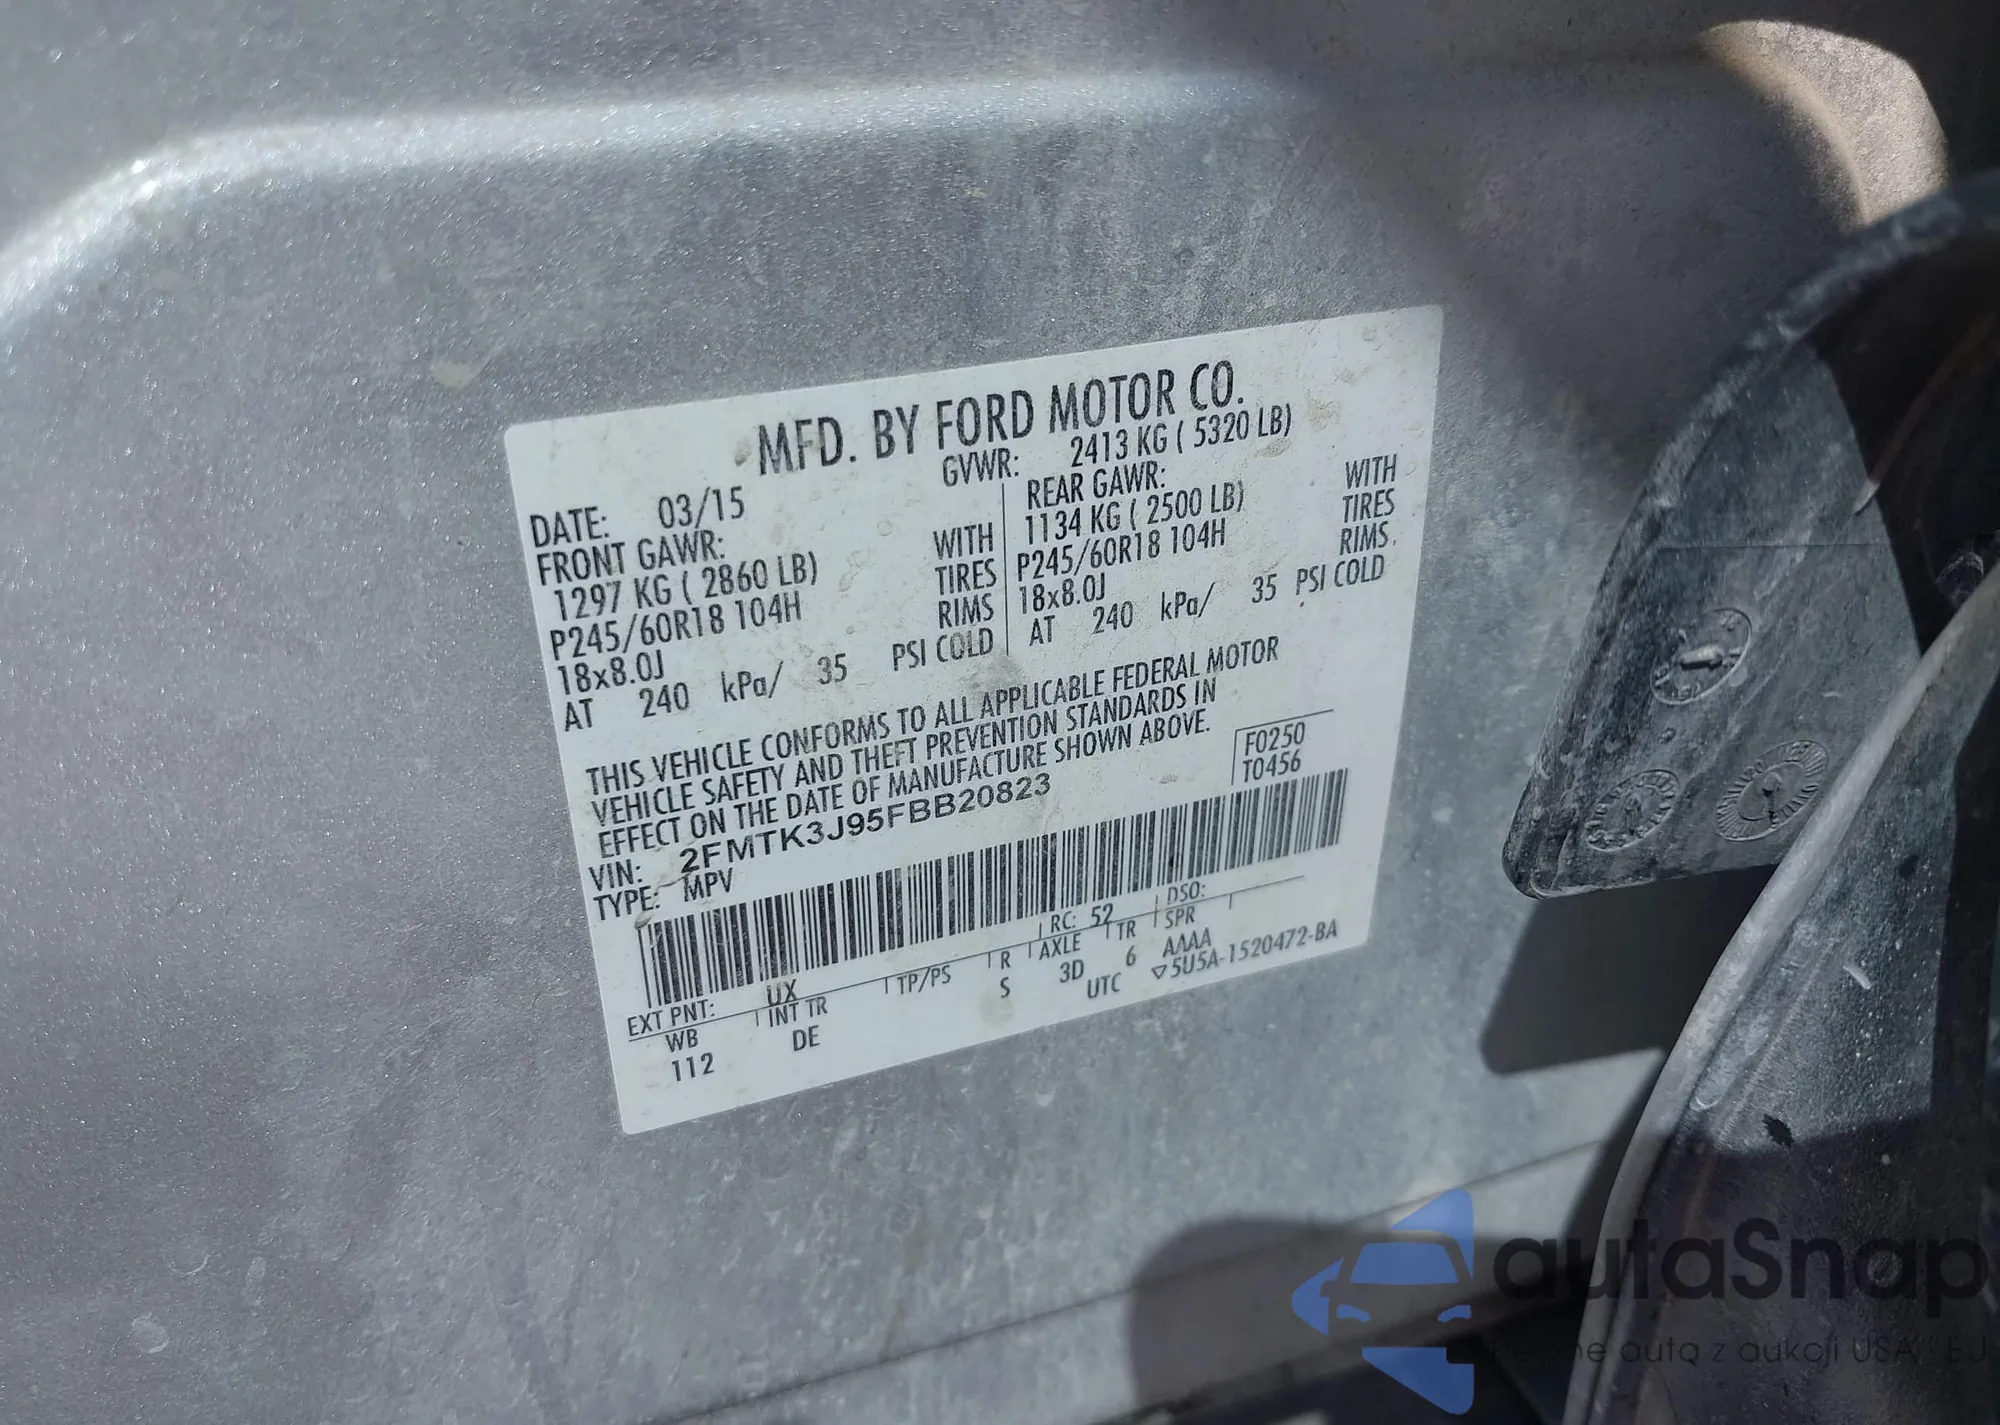 MFD. BY FORD MOTOR CO.
DATE: 03/15
GVWR: 2413 KG ( 5320 LB)
FRONT GAWR:
1297 KG ( 2860 LB) WITH
P245/60R18 104H TIRES
18x8.0J RIMS
AT 240 kPa/ 35 PSI COLD
REAR GAWR:
1134 KG ( 2500 LB) WITH
P245/60R18 104H TIRES
18x8.0J RIMS
AT 240 kPa/ 35 PSI COLD
THIS VEHICLE CONFORMS TO ALL APPLICABLE FEDERAL MOTOR
VEHICLE SAFETY AND THEFT PREVENTION STANDARDS IN
EFFECT ON THE DATE OF MANUFACTURE SHOWN ABOVE.
VIN: 2FMTK3J95FBB20823
TYPE: MPV
F0250
T0456
EXT PNT: UX RC: 52 DSO:
WB INT TR TP/PS R AXLE TR SPR
112 DE S 3D 6 AAAA
UTC ▽5U5A-1520472-BA
autaSnap
auta z aukcji USA